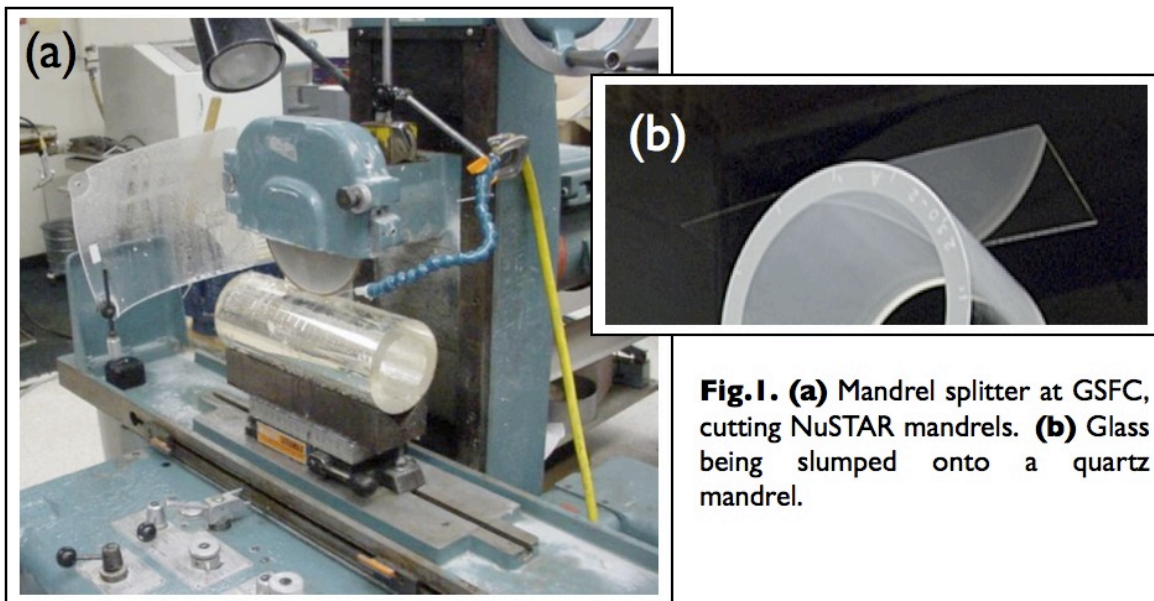 (a)
(b)
Fig.1. (a) Mandrel splitter at GSFC,
cutting NuSTAR mandrels. (b) Glass
being slumped onto a quartz
mandrel.